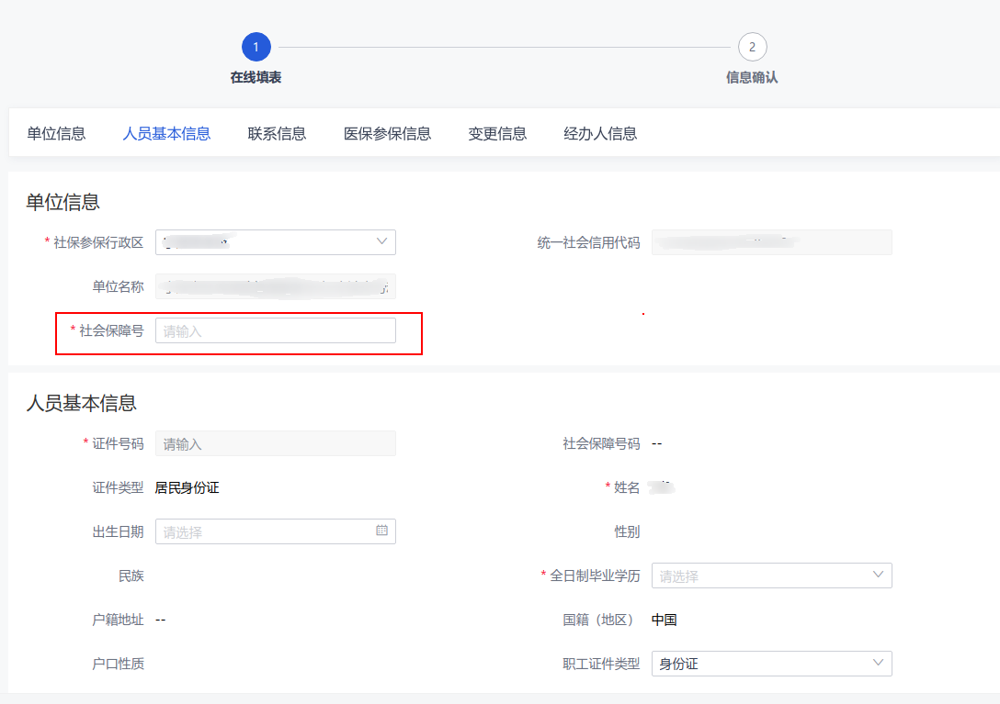 1
2
在线填表
信息确认
单位信息 人员基本信息 联系信息 医保参保信息 变更信息 经办人信息
单位信息
* 社保参保行政区
统一社会信用代码
单位名称
* 社会保障号 请输入
人员基本信息
* 证件号码 请输入
社会保障号码 --
证件类型 居民身份证
* 姓名
出生日期 请选择
性别
民族
* 全日制毕业学历 请选择
户籍地址 --
国籍（地区） 中国
户口性质
职工证件类型 身份证